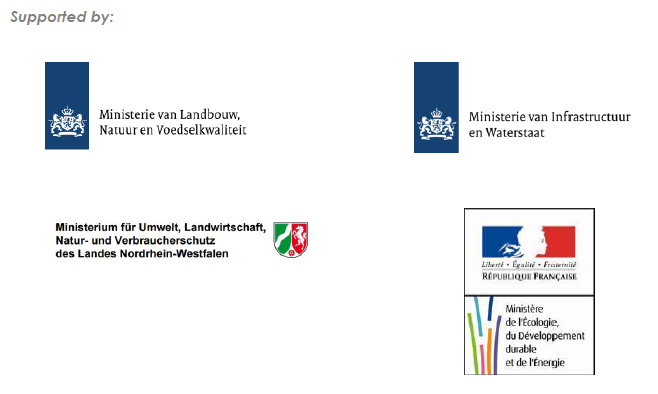 Supported by:
Ministerie van Landbouw,
Natuur en Voedselkwaliteit
Ministerie van Infrastructuur
en Waterstaat
Ministerium für Umwelt, Landwirtschaft,
Natur- und Verbraucherschutz
des Landes Nordrhein-Westfalen
Liberté • Égalité • Fraternité
RÉPUBLIQUE FRANÇAISE
Ministère
de l'Écologie,
du Développement
durable
et de l'Énergie